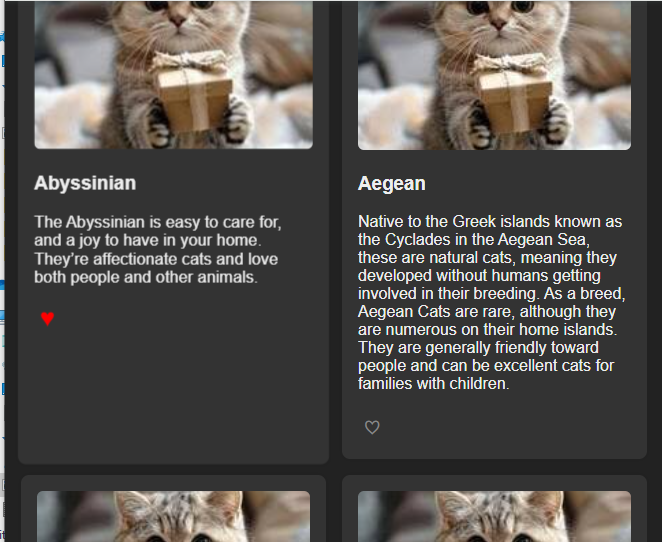 Abyssinian
The Abyssinian is easy to care for,
and a joy to have in your home.
They're affectionate cats and love
both people and other animals.
Aegean
Native to the Greek islands known as
the Cyclades in the Aegean Sea,
these are natural cats, meaning they
developed without humans getting
involved in their breeding. As a breed,
Aegean Cats are rare, although they
are numerous on their home islands.
They are generally friendly toward
people and can be excellent cats for
families with children.